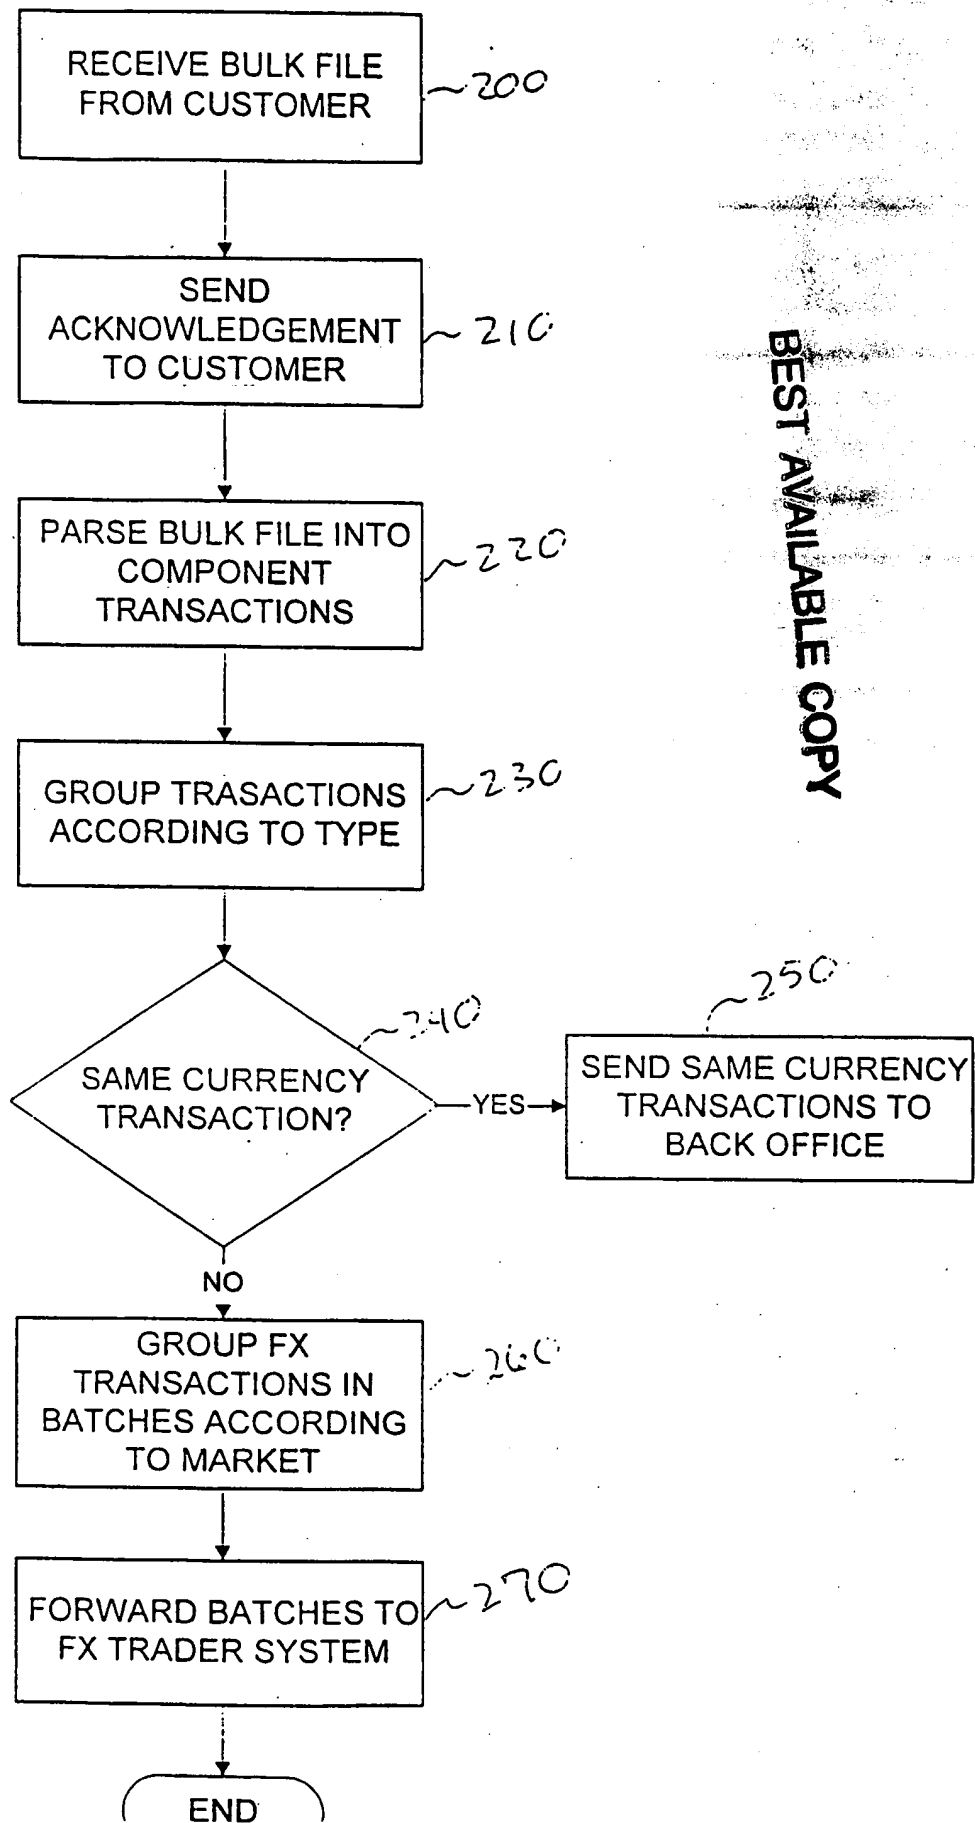 RECEIVE BULK FILE
FROM CUSTOMER
200
SEND
ACKNOWLEDGEMENT
TO CUSTOMER
210
PARSE BULK FILE INTO
COMPONENT
TRANSACTIONS
220
GROUP TRASACTIONS
ACCORDING TO TYPE
230
SAME CURRENCY
TRANSACTION?
240
YES
SEND SAME CURRENCY
TRANSACTIONS TO
BACK OFFICE
250
NO
GROUP FX
TRANSACTIONS IN
BATCHES ACCORDING
TO MARKET
260
FORWARD BATCHES TO
FX TRADER SYSTEM
270
END
BEST AVAILABLE COPY